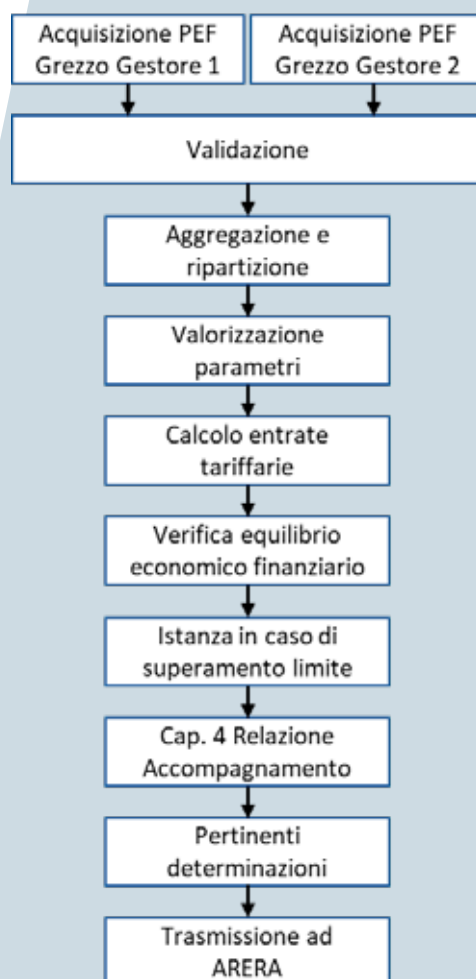 Acquisizione PEF
Grezzo Gestore 1
Acquisizione PEF
Grezzo Gestore 2
Validazione
Aggregazione e
ripartizione
Valorizzazione
parametri
Calcolo entrate
tariffarie
Verifica equilibrio
economico finanziario
Istanza in caso di
superamento limite
Cap. 4 Relazione
Accompagnamento
Pertinenti
determinazioni
Trasmissione ad
ARERA